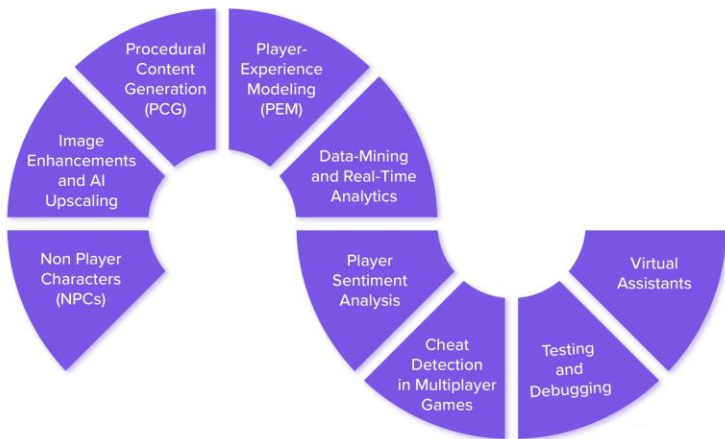 Non Player
Characters
(NPCs)
Image
Enhancements
and AI
Upscaling
Procedural
Content
Generation
(PCG)
Player-
Experience
Modeling
(PEM)
Data-Mining
and Real-Time
Analytics
Player
Sentiment
Analysis
Cheat
Detection
in Multiplayer
Games
Testing
and
Debugging
Virtual
Assistants